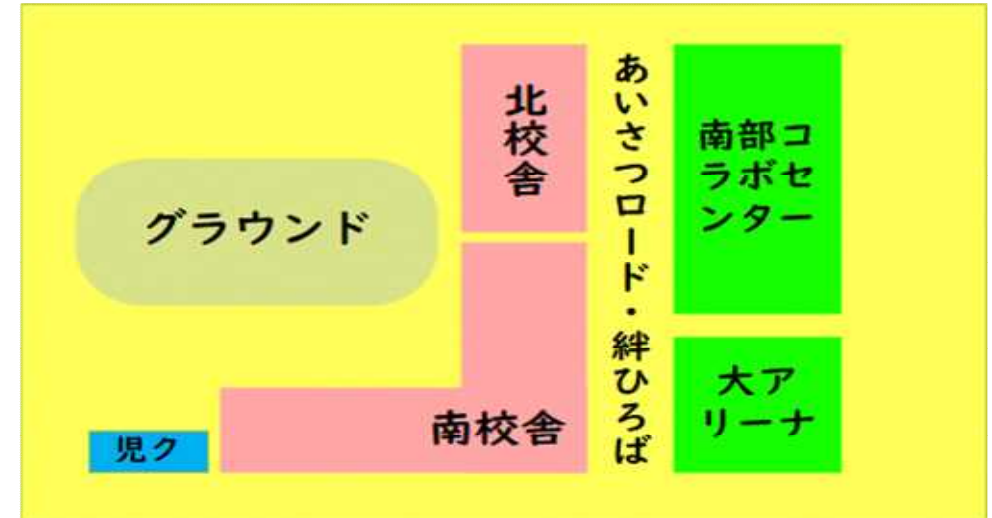 北校舎
あいさつロード・絆ひろば
南部コ
ラボセ
ンター
グラウンド
大ア
リーナ
南校舎
児ク